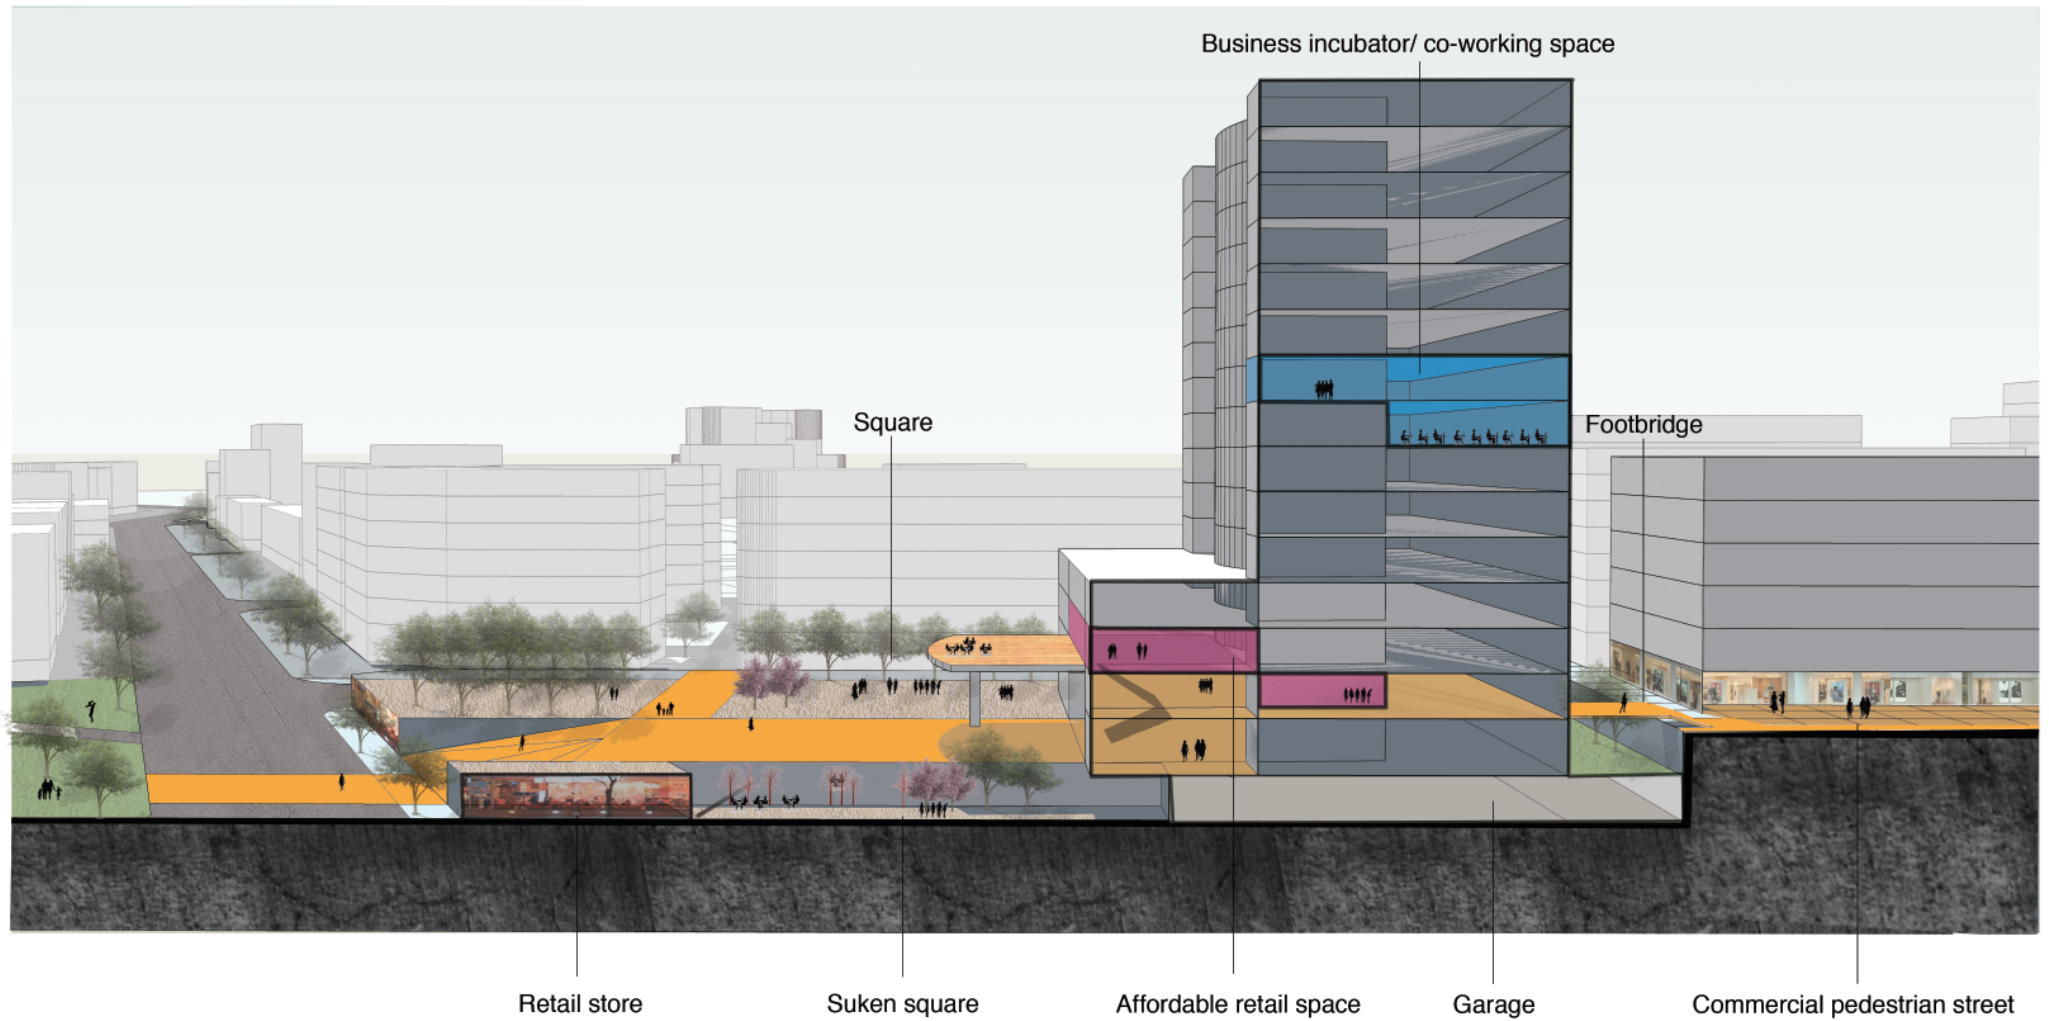 Business incubator/ co-working space
Square
Footbridge
Retail store
Suken square
Affordable retail space
Garage
Commercial pedestrian street